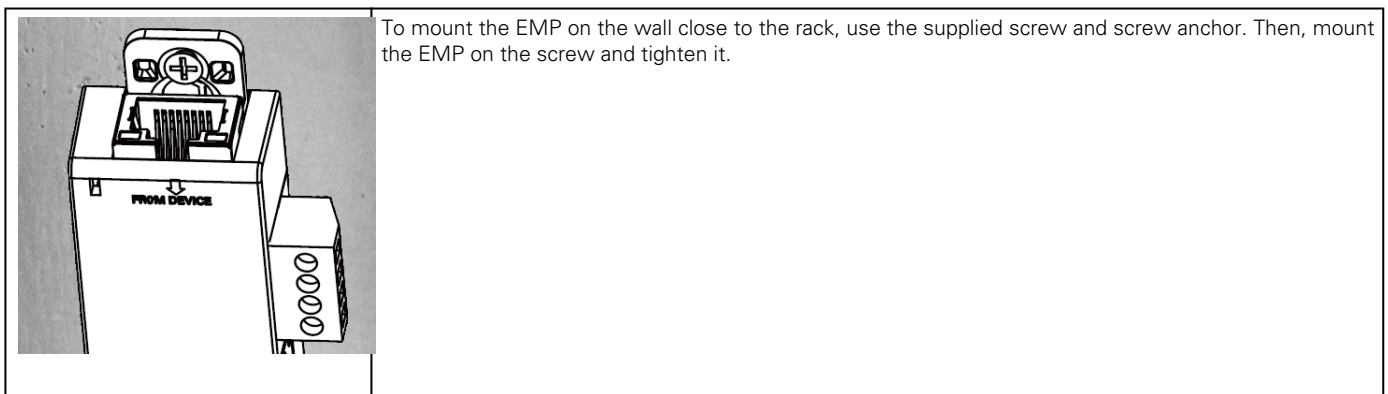 To mount the EMP on the wall close to the rack, use the supplied screw and screw anchor. Then, mount
the EMP on the screw and tighten it.
FROM DEVICE